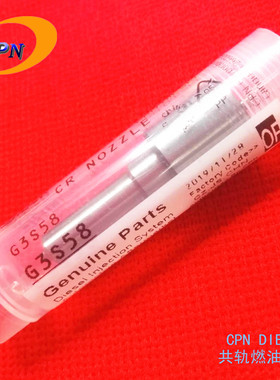 CPN
CR NOZZLE
G3S58
G3S58
Genuine Parts
Diesel Injection System
2019/11/29
Factory Code
CPN DIE
共轨燃油